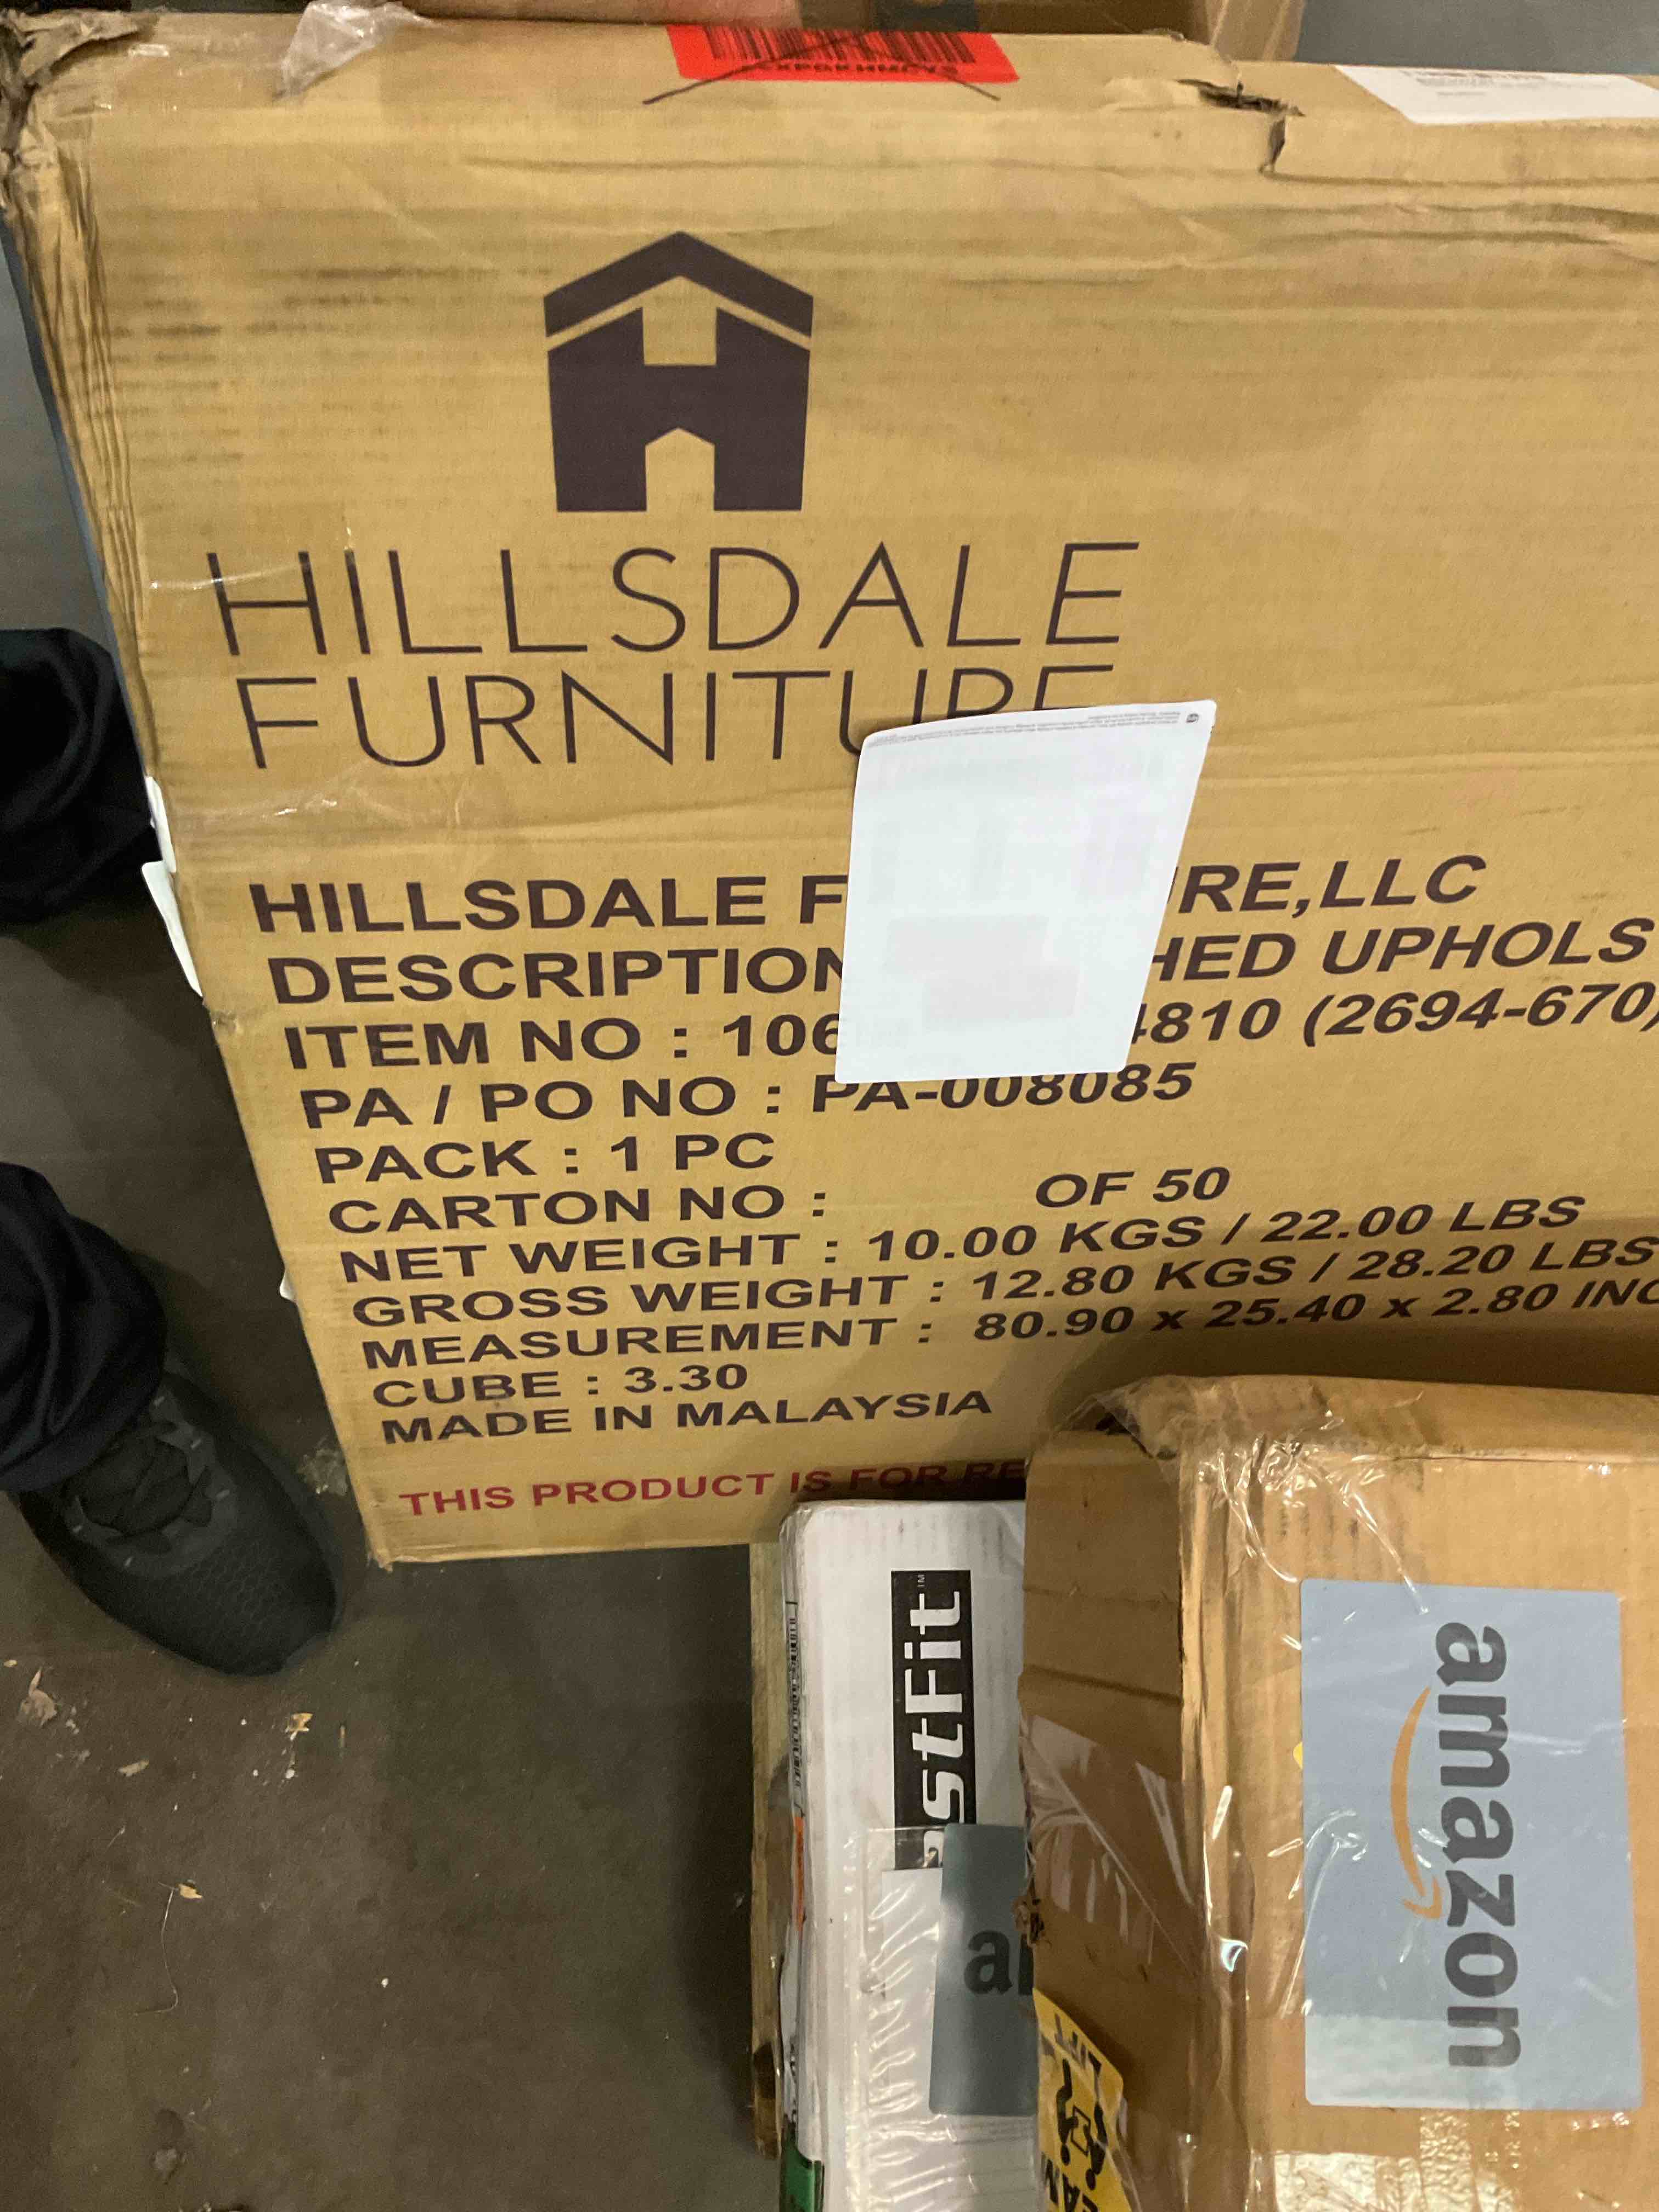 HILLSDALE
FURNITURE
HILLSDALE F RE,LLC
DESCRIPTION HED UPHOLS
ITEM NO : 106 4810 (2694-670)
PA / PO NO : PA-008085
PACK : 1 PC
CARTON NO : OF 50
NET WEIGHT : 10.00 KGS / 22.00 LBS
GROSS WEIGHT : 12.80 KGS / 28.20 LBS
MEASUREMENT : 80.90 x 25.40 x 2.80 INC
CUBE : 3.30
MADE IN MALAYSIA
THIS PRODUCT IS FOR RE
stFit™
a
amazon